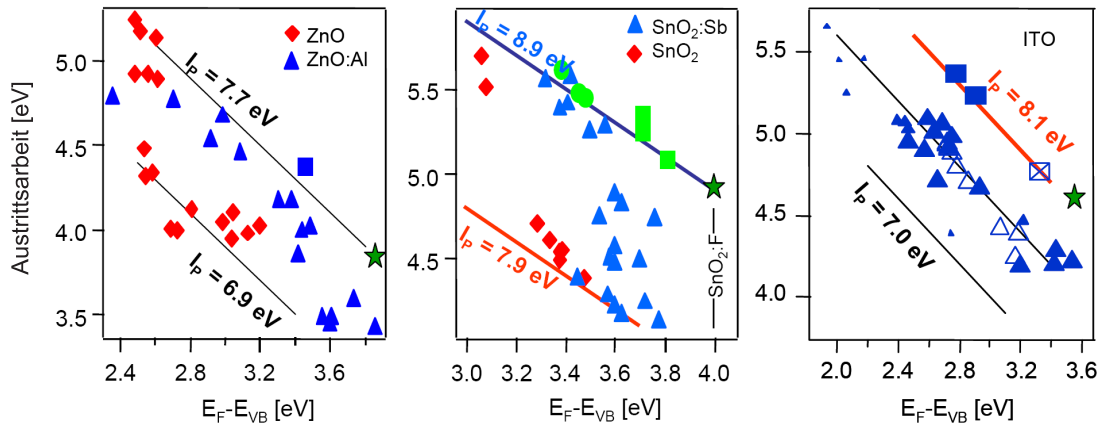 Austrittsarbeit [eV]
5.0
4.5
4.0
3.5
2.4
2.8
3.2
3.6
E_F-E_VB [eV]
ZnO
ZnO:Al
I_P = 7.7 eV
I_P = 6.9 eV
5.5
5.0
4.5
3.0
3.2
3.4
3.6
3.8
4.0
E_F-E_VB [eV]
SnO₂:Sb
SnO₂
I_P = 8.9 eV
I_P = 7.9 eV
SnO₂:F
5.5
5.0
4.5
4.0
2.0
2.4
2.8
3.2
3.6
E_F-E_VB [eV]
ITO
I_P = 8.1 eV
I_P = 7.0 eV